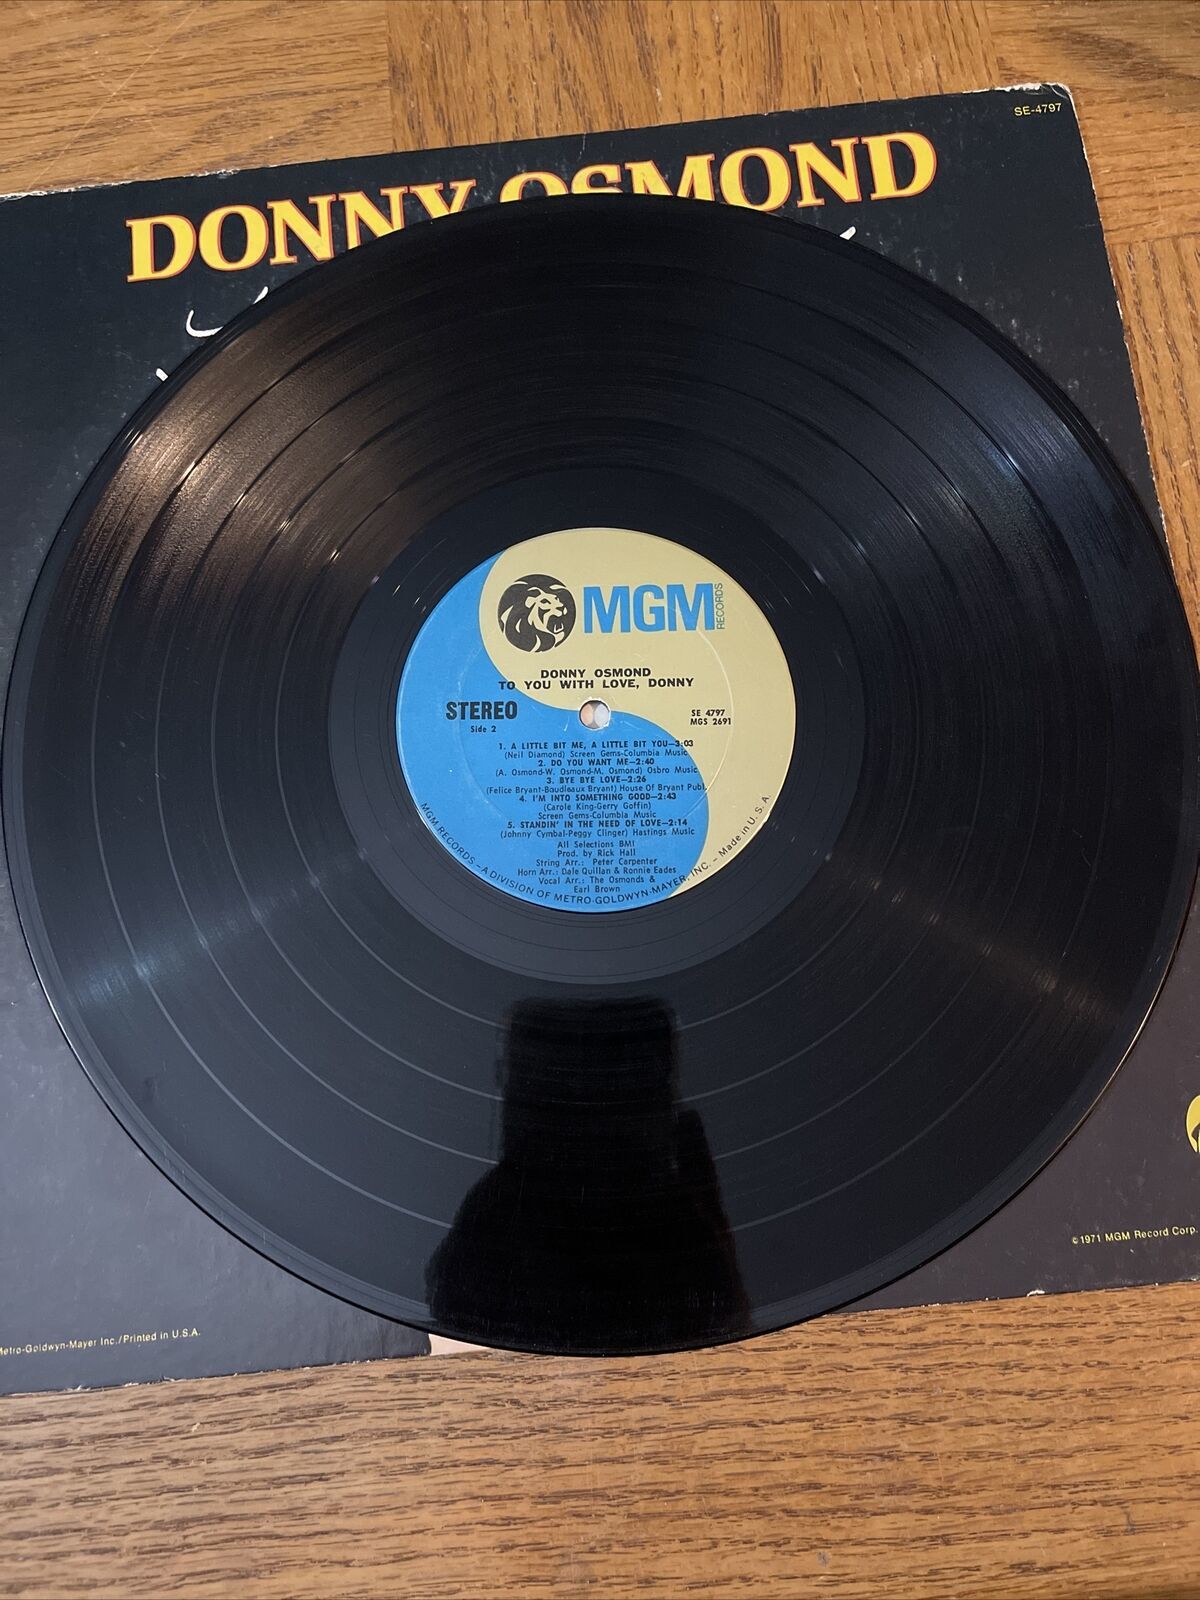 SE-4797
DONNY OSMOND
MGM
RECORDS
DONNY OSMOND
TO YOU WITH LOVE, DONNY
STEREO
Side 2
SE 4797
MGS 2691
1. A LITTLE BIT ME, A LITTLE BIT YOU—3:03
(Neil Diamond) Screen Gems-Columbia Music
2. DO YOU WANT ME—2:40
(A. Osmond-W. Osmond-M. Osmond) Osbro Music
3. BYE BYE LOVE—2:26
(Felice Bryant-Boudleaux Bryant) House Of Bryant Publ.
4. I'M INTO SOMETHING GOOD—2:43
(Carole King-Gerry Goffin)
Screen Gems-Columbia Music
5. STANDIN' IN THE NEED OF LOVE—2:14
(Johnny Cymbal-Peggy Clinger) Hastings Music
All Selections BMI
Prod. by Rick Hall
String Arr.: Peter Carpenter
Horn Arr.: Dale Quillan & Ronnie Eades
Vocal Arr.: The Osmonds &
Earl Brown
MGM RECORDS – A DIVISION OF METRO-GOLDWYN-MAYER, INC. – Made in U.S.A.
© 1971 MGM Record Corp.
Metro-Goldwyn-Mayer Inc./Printed in U.S.A.